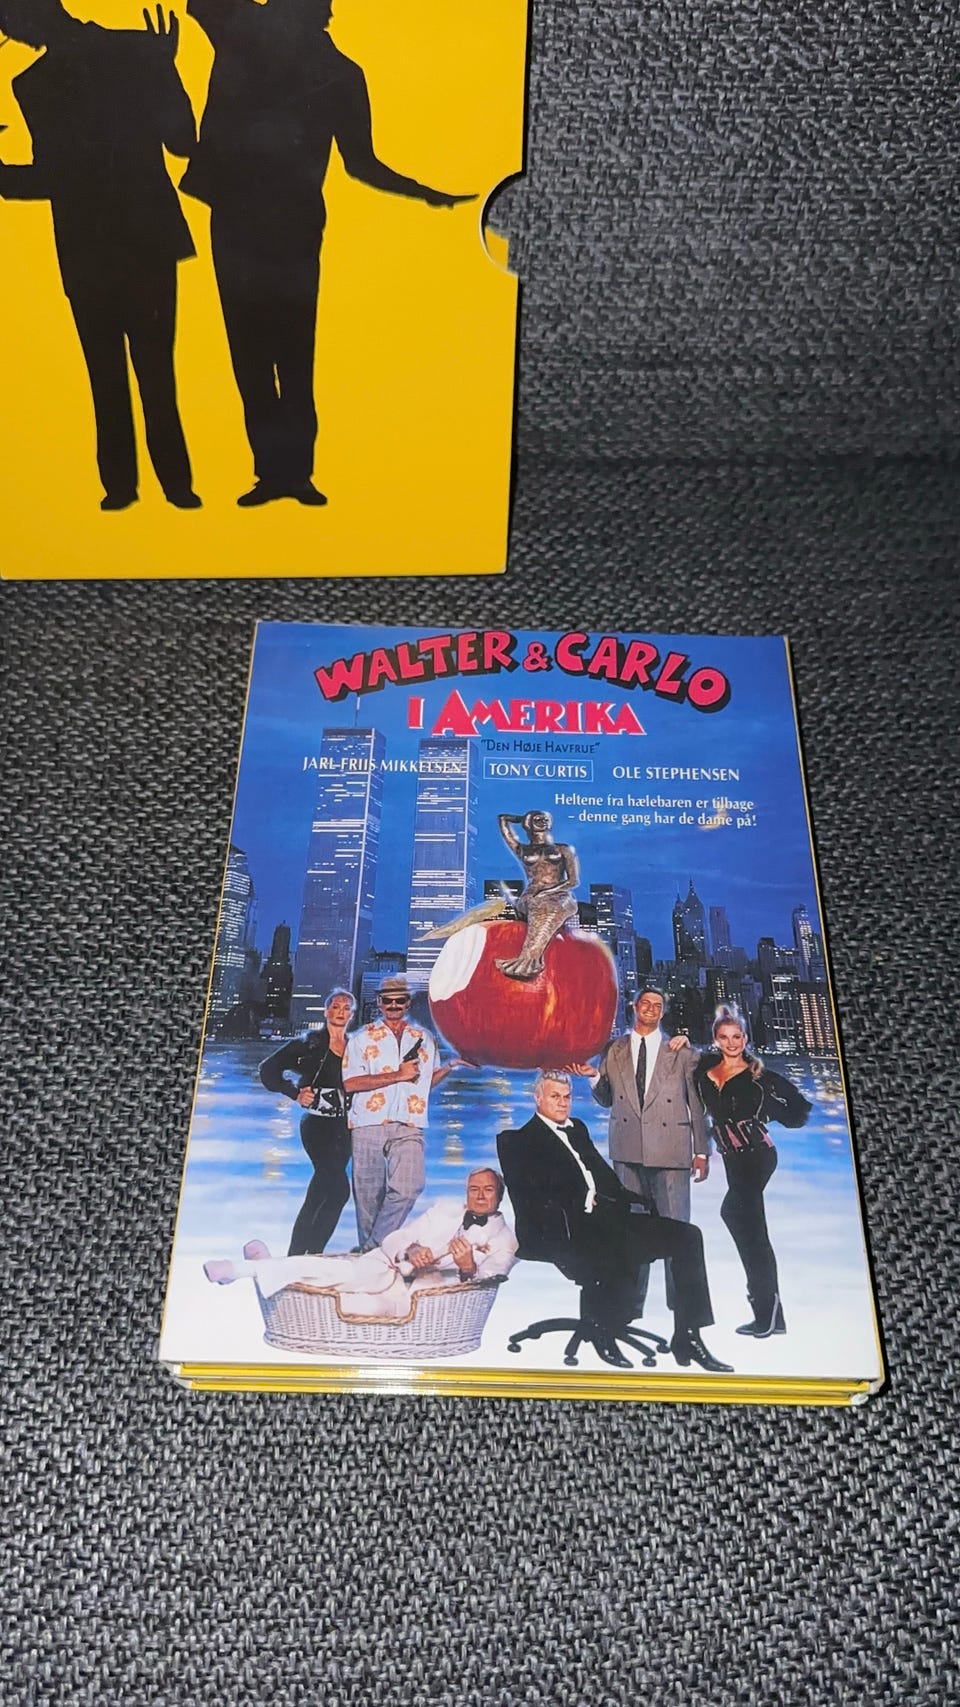 WALTER & CARLO
I AMERIKA
"DEN HØJE HAVFRUE"
JARL FRIIS-MIKKELSEN TONY CURTIS OLE STEPHENSEN
Heltene fra hælebaren er tilbage
- denne gang har de dame på!